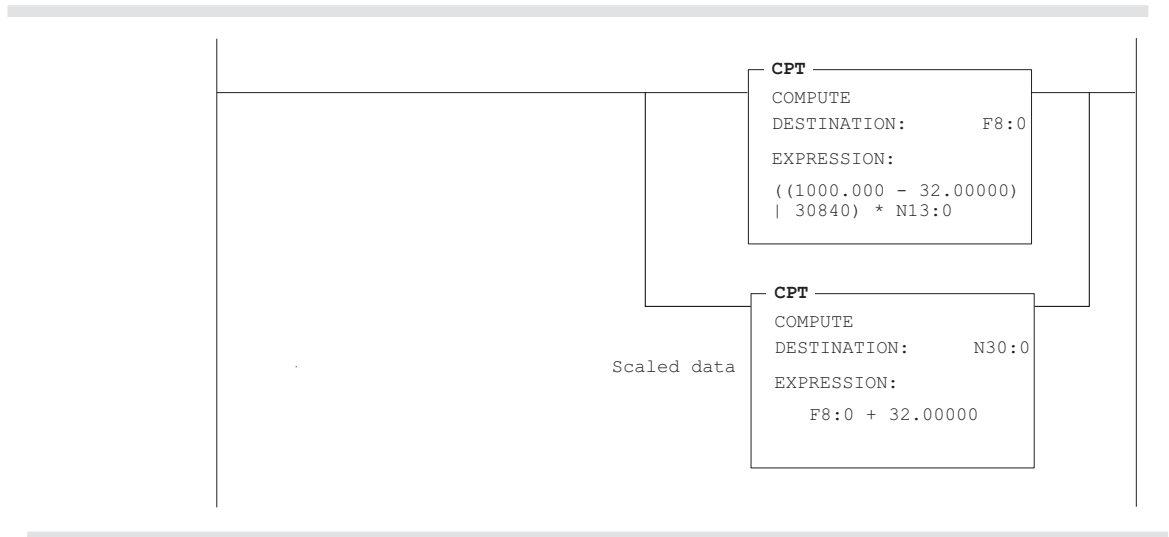 CPT
COMPUTE
DESTINATION: F8:0
EXPRESSION:
((1000.000 - 32.00000)
| 30840) * N13:0
CPT
COMPUTE
DESTINATION: N30:0
Scaled data
EXPRESSION:
F8:0 + 32.00000